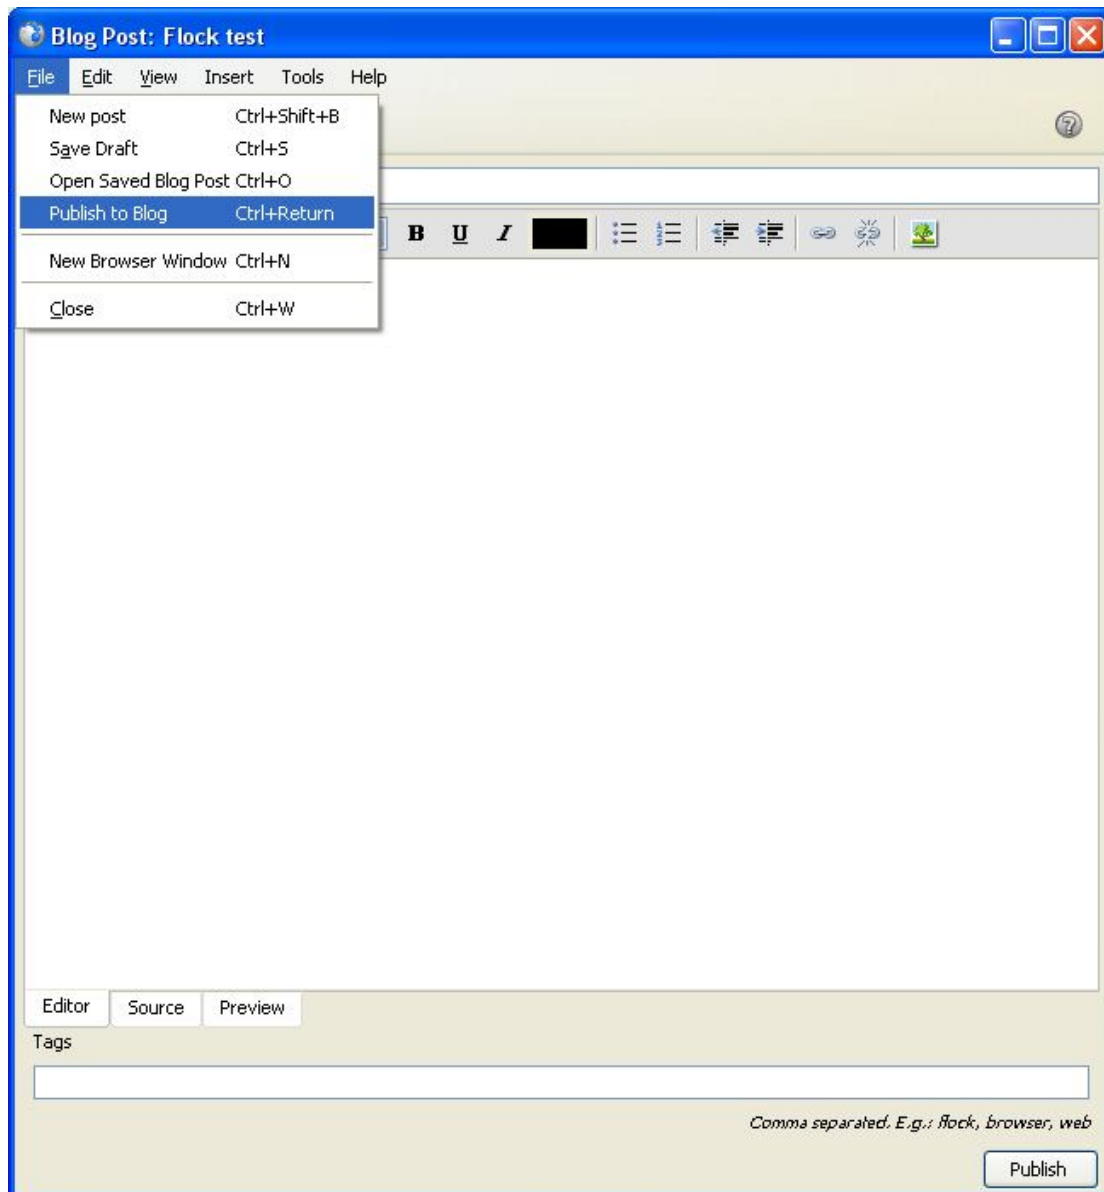 Blog Post: Flock test
File Edit View Insert Tools Help
New post Ctrl+Shift+B
Save Draft Ctrl+S
Open Saved Blog Post Ctrl+O
Publish to Blog Ctrl+Return
New Browser Window Ctrl+N
Close Ctrl+W
B U I
Editor Source Preview
Tags
Comma separated. E.g.: flock, browser, web
Publish